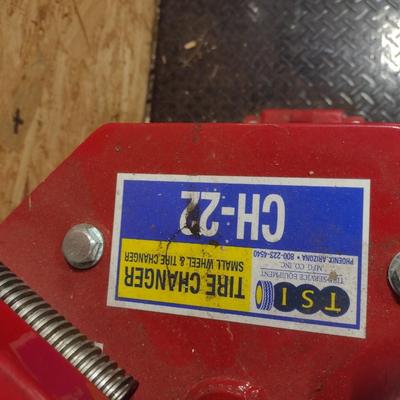 TSI
TIRE SERVICE EQUIPMENT
MFG. CO. INC.
PHOENIX, ARIZONA • 800-223-4540
TIRE CHANGER
SMALL WHEEL & TIRE CHANGER
CH-22